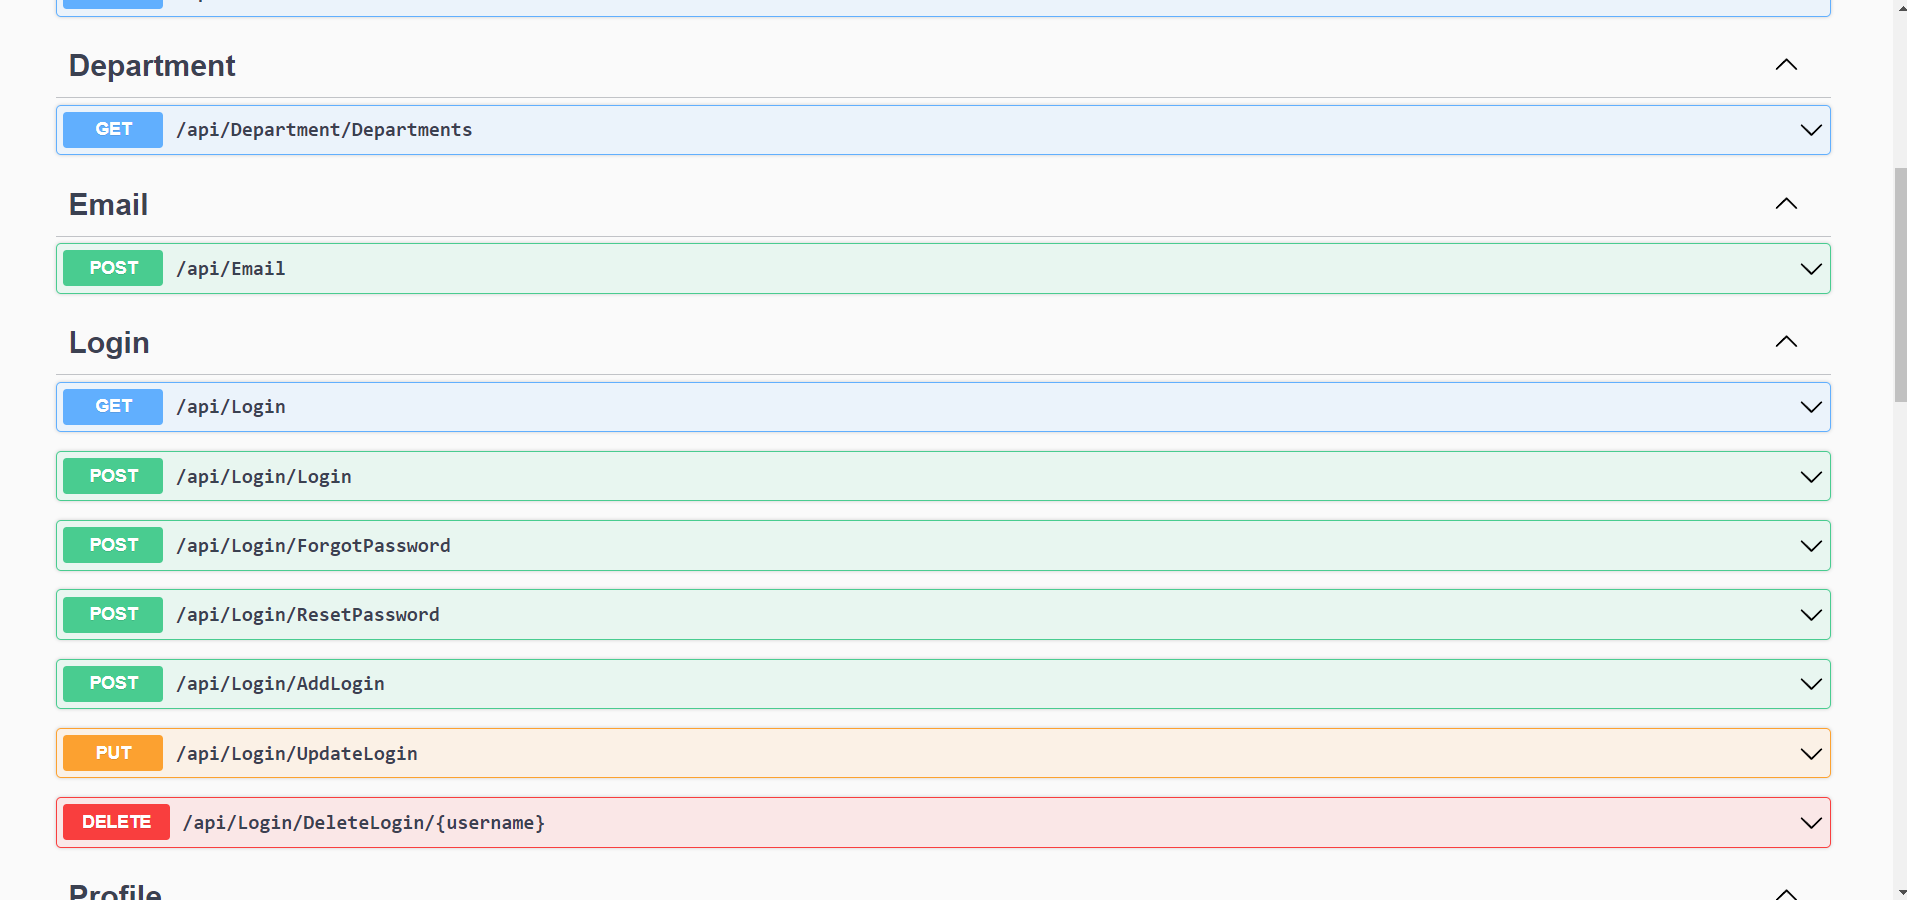 Department
GET /api/Department/Departments
Email
POST /api/Email
Login
GET /api/Login
POST /api/Login/Login
POST /api/Login/ForgotPassword
POST /api/Login/ResetPassword
POST /api/Login/AddLogin
PUT /api/Login/UpdateLogin
DELETE /api/Login/DeleteLogin/{username}
Profile